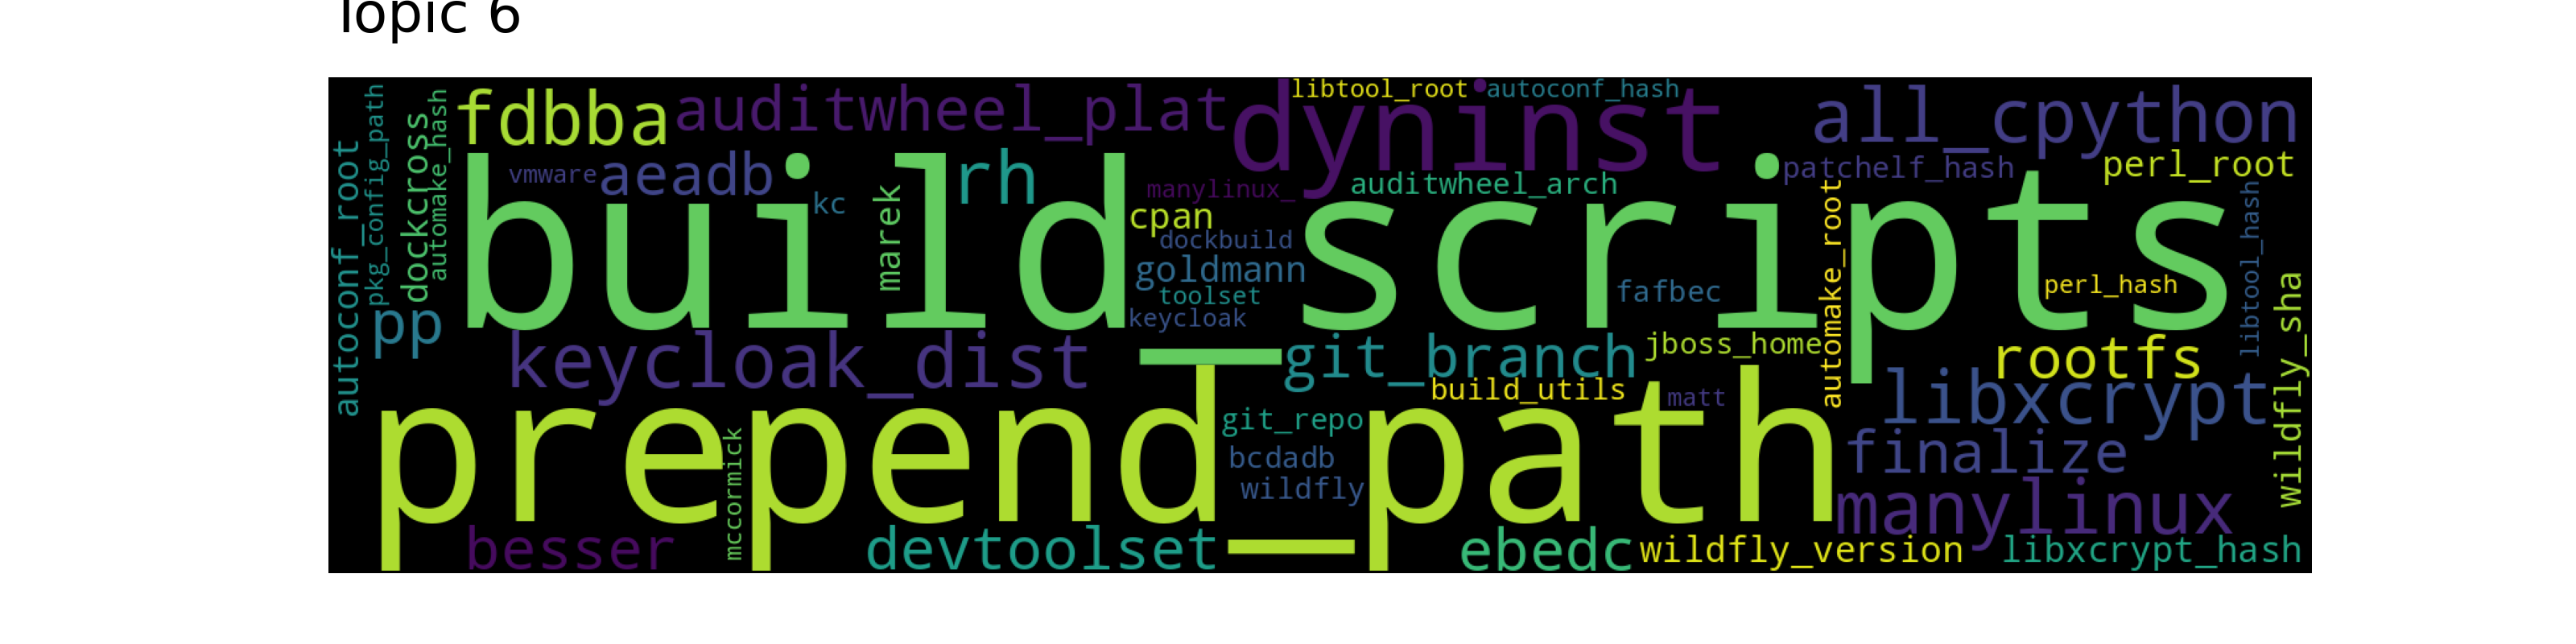 Topic 6
libtool_root
autoconf_hash
fdbba
auditwheel_plat
dyninst
all_cpython
autoconf_root
pkg_config_path
dockcross
automake_hash
vmware
aeadb
kc
marek
rh
manylinux_
auditwheel_arch
patchelf_hash
perl_root
build_scripts
cpan
dockbuild
goldmann
toolset
keycloak
fafbec
automake_root
perl_hash
libtool_hash
wildfly_sha
pp
keycloak_dist
git_branch
jboss_home
rootfs
build_utils
matt
libxcrypt
prepend_path
mccormick
git_repo
bcdadb
wildfly
finalize
manylinux
besser
devtoolset
ebedc
wildfly_version
libxcrypt_hash